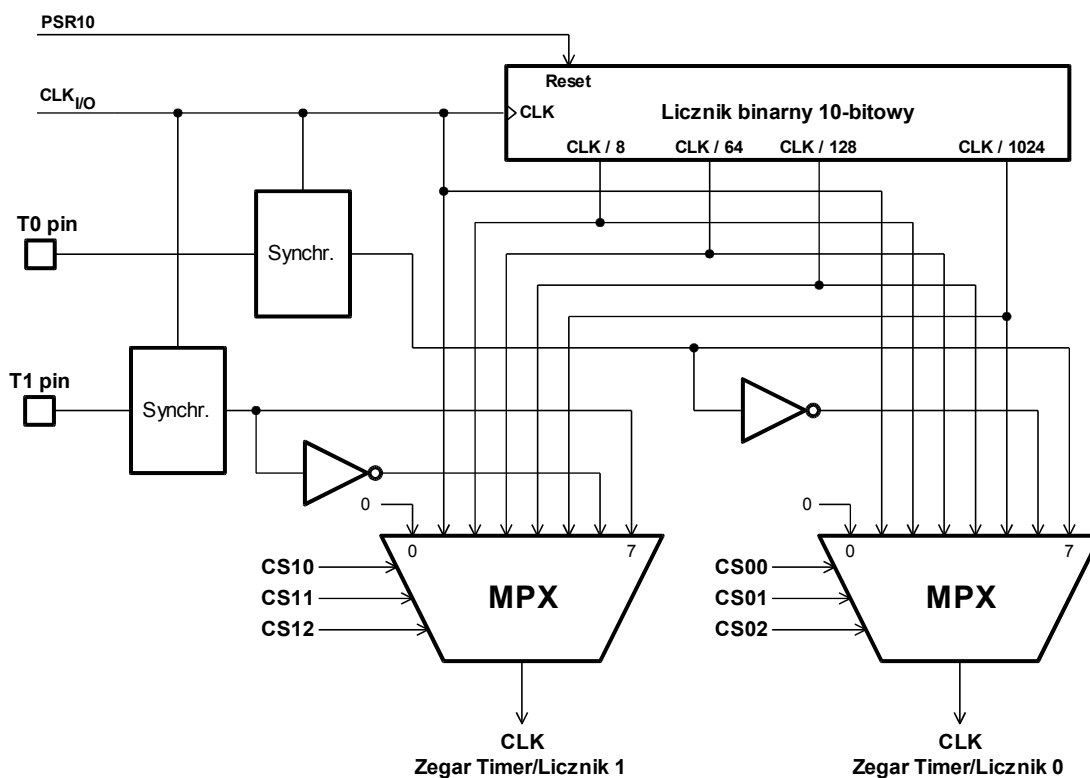 PSR10
CLK I/O
Reset
CLK
Licznik binarny 10-bitowy
CLK / 8
CLK / 64
CLK / 128
CLK / 1024
T0 pin
Synchr.
T1 pin
Synchr.
0
0
7
CS10
CS11
CS12
MPX
CLK
Zegar Timer/Licznik 1
0
0
7
CS00
CS01
CS02
MPX
CLK
Zegar Timer/Licznik 0